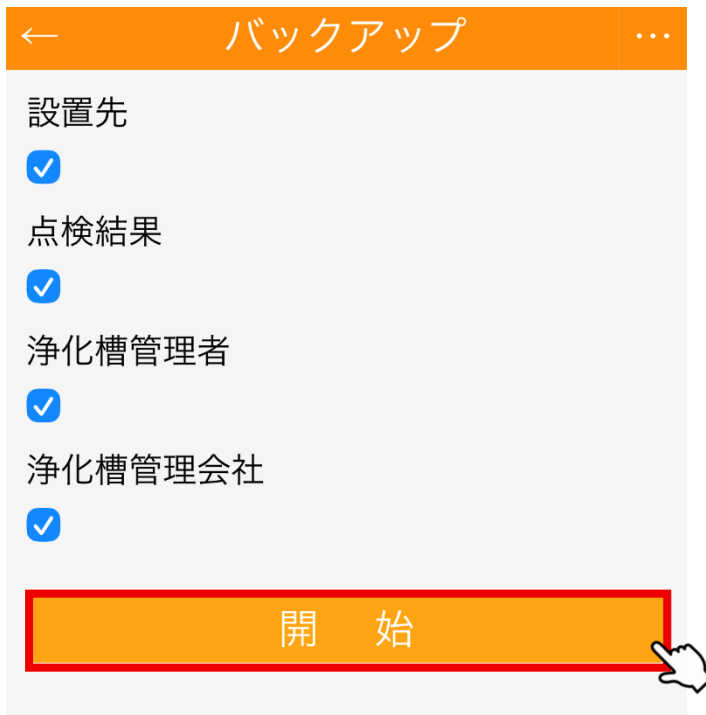 ← バックアップ …
設置先
点検結果
浄化槽管理者
浄化槽管理会社
開 始